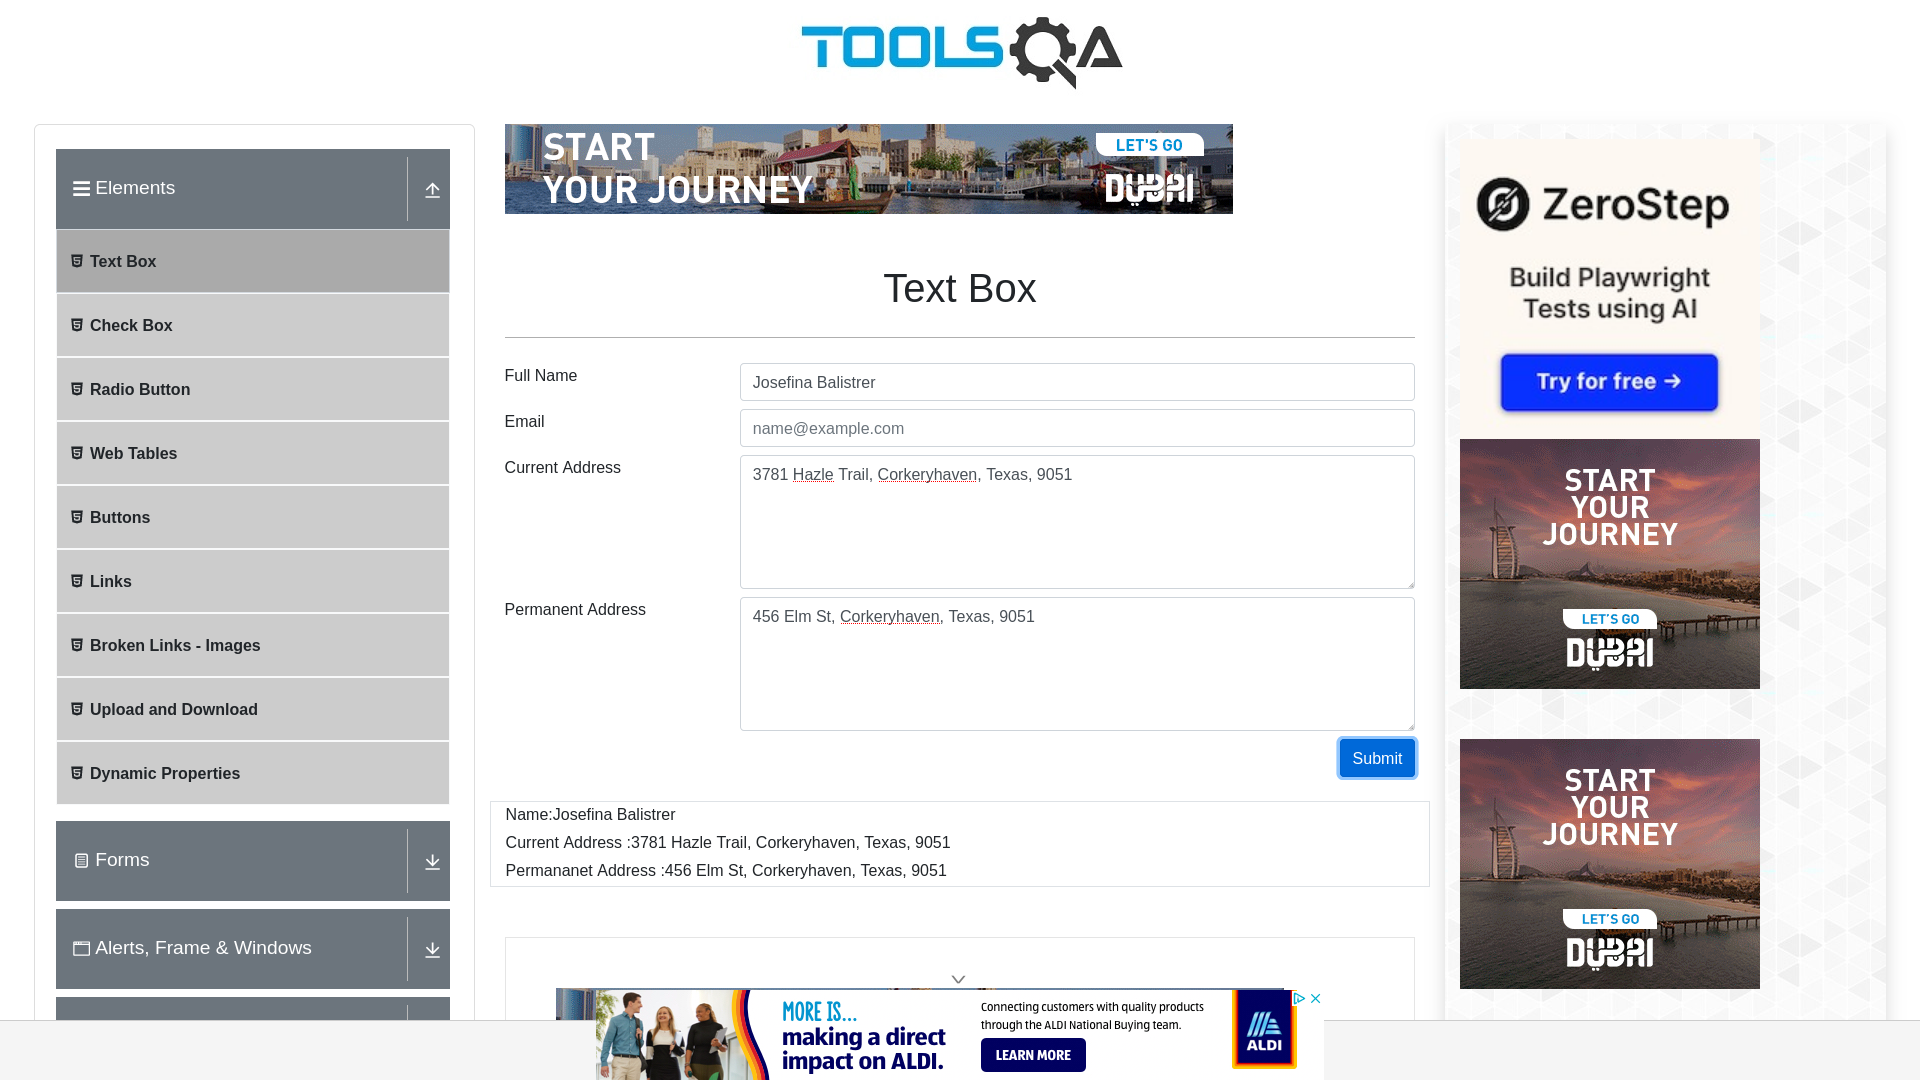 TOOLSQA
START
YOUR JOURNEY
LET'S GO
DUBAI
Elements
Text Box
Check Box
Radio Button
Web Tables
Buttons
Links
Broken Links - Images
Upload and Download
Dynamic Properties
Forms
Alerts, Frame & Windows
Text Box
Full Name
Josefina Balistrer
Email
name@example.com
Current Address
3781 Hazle Trail, Corkeryhaven, Texas, 9051
Permanent Address
456 Elm St, Corkeryhaven, Texas, 9051
Submit
Name:Josefina Balistrer
Current Address :3781 Hazle Trail, Corkeryhaven, Texas, 9051
Permananet Address :456 Elm St, Corkeryhaven, Texas, 9051
ZeroStep
Build Playwright
Tests using AI
Try for free →
START
YOUR
JOURNEY
LET'S GO
DUBAI
START
YOUR
JOURNEY
LET'S GO
DUBAI
MORE IS...
making a direct
impact on ALDI.
Connecting customers with quality products
through the ALDI National Buying team.
LEARN MORE
ALDI